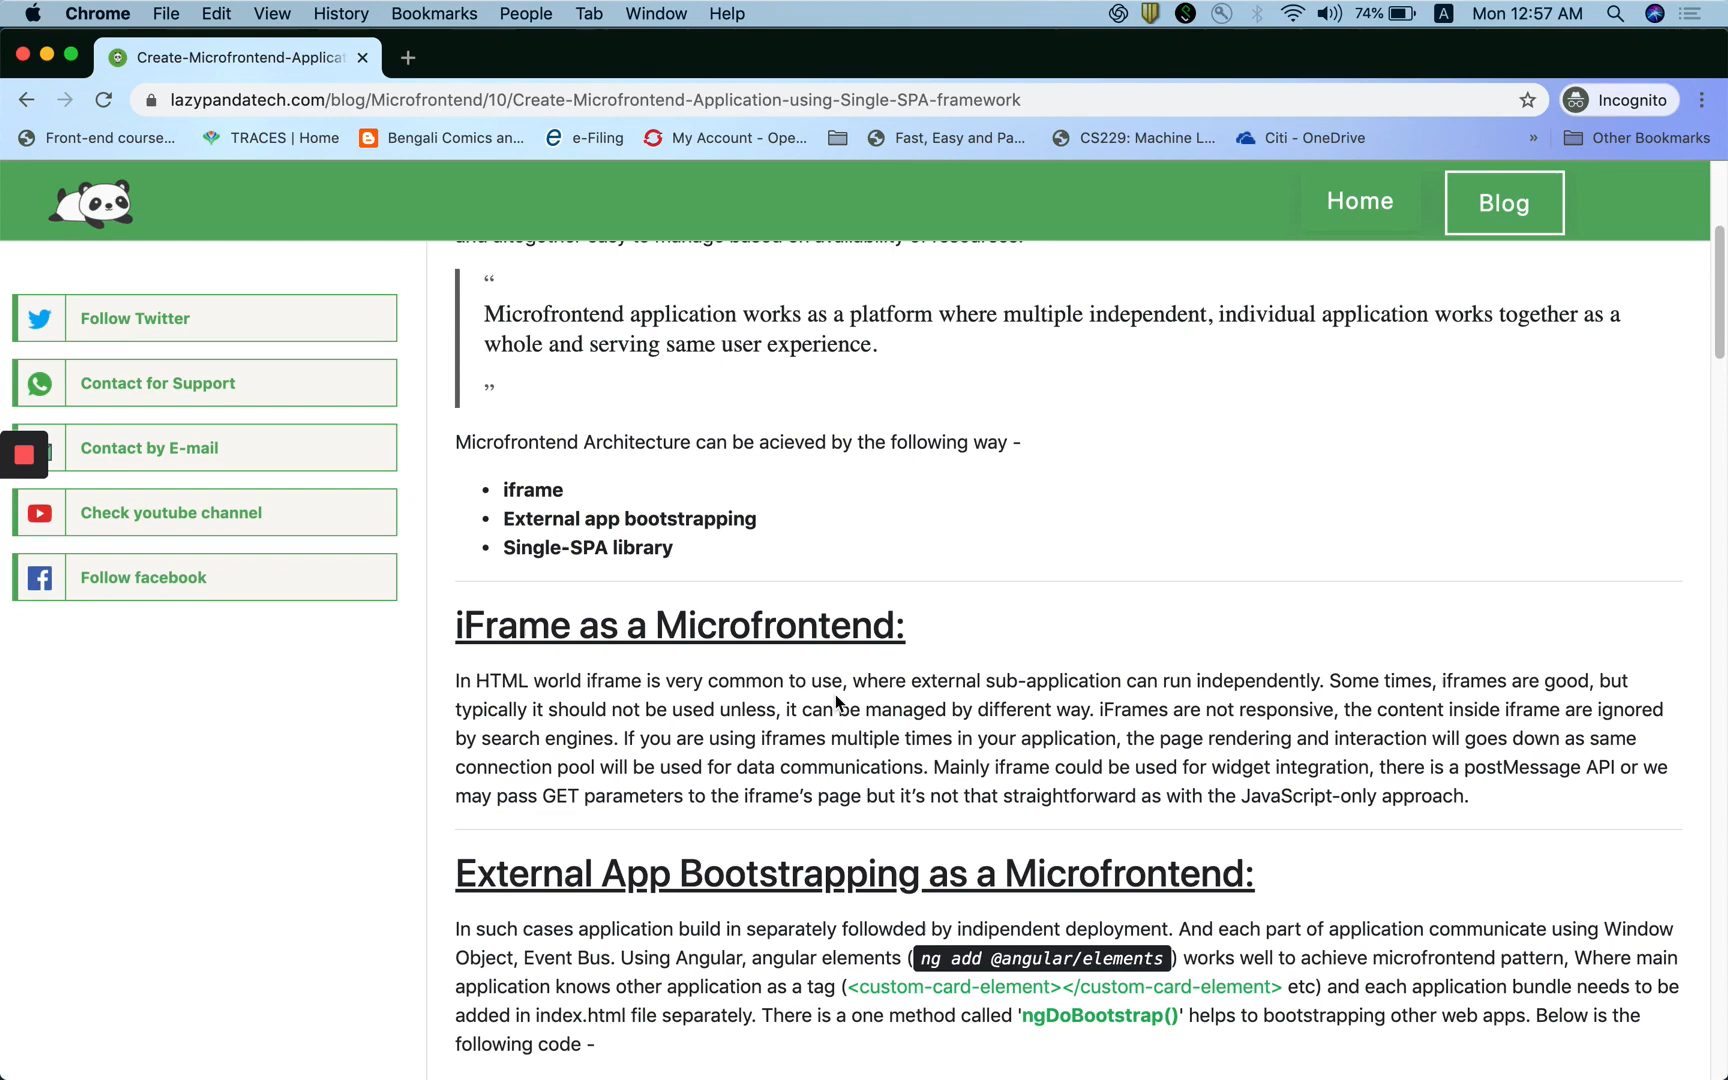 Chrome File Edit View History Bookmarks People Tab Window Help 74% A Mon 12:57 AM
Create-Microfrontend-Applicat
lazypandatech.com/blog/Microfrontend/10/Create-Microfrontend-Application-using-Single-SPA-framework Incognito
Front-end course... TRACES | Home Bengali Comics an... e-Filing My Account - Ope... Fast, Easy and Pa... CS229: Machine L... Citi - OneDrive » Other Bookmarks
Home Blog
Follow Twitter
Contact for Support
Contact by E-mail
Check youtube channel
Follow facebook
and altogether easy to manage based on availability of resources.
“
Microfrontend application works as a platform where multiple independent, individual application works together as a
whole and serving same user experience.
”
Microfrontend Architecture can be acieved by the following way -
• iframe
• External app bootstrapping
• Single-SPA library
iFrame as a Microfrontend:
In HTML world iframe is very common to use, where external sub-application can run independently. Some times, iframes are good, but
typically it should not be used unless, it can be managed by different way. iFrames are not responsive, the content inside iframe are ignored
by search engines. If you are using iframes multiple times in your application, the page rendering and interaction will goes down as same
connection pool will be used for data communications. Mainly iframe could be used for widget integration, there is a postMessage API or we
may pass GET parameters to the iframe’s page but it’s not that straightforward as with the JavaScript-only approach.
External App Bootstrapping as a Microfrontend:
In such cases application build in separately followded by indipendent deployment. And each part of application communicate using Window
Object, Event Bus. Using Angular, angular elements ( ng add @angular/elements ) works well to achieve microfrontend pattern, Where main
application knows other application as a tag (<custom-card-element></custom-card-element> etc) and each application bundle needs to be
added in index.html file separately. There is a one method called 'ngDoBootstrap()' helps to bootstrapping other web apps. Below is the
following code -